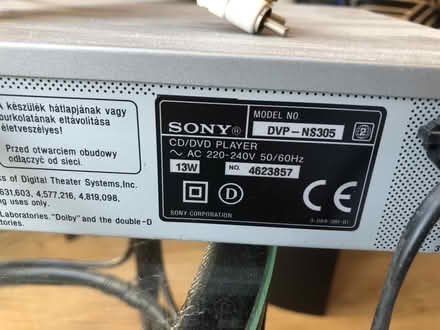 A készülék hátlapjának vagy
burkolatának eltávolítása
életveszélyes!
Przed otwarciem obudowy
odłączyć od sieci.
s of Digital Theater Systems, Inc.
631,603, 4,577,216, 4,819,098,
ng uses only.
Laboratories. "Dolby" and the double-D
tories.
SONY®
MODEL NO.
DVP-NS305
2
CD/DVD PLAYER
~ AC 220-240V 50/60Hz
13W
NO. 4623857
D
CE
SONY CORPORATION